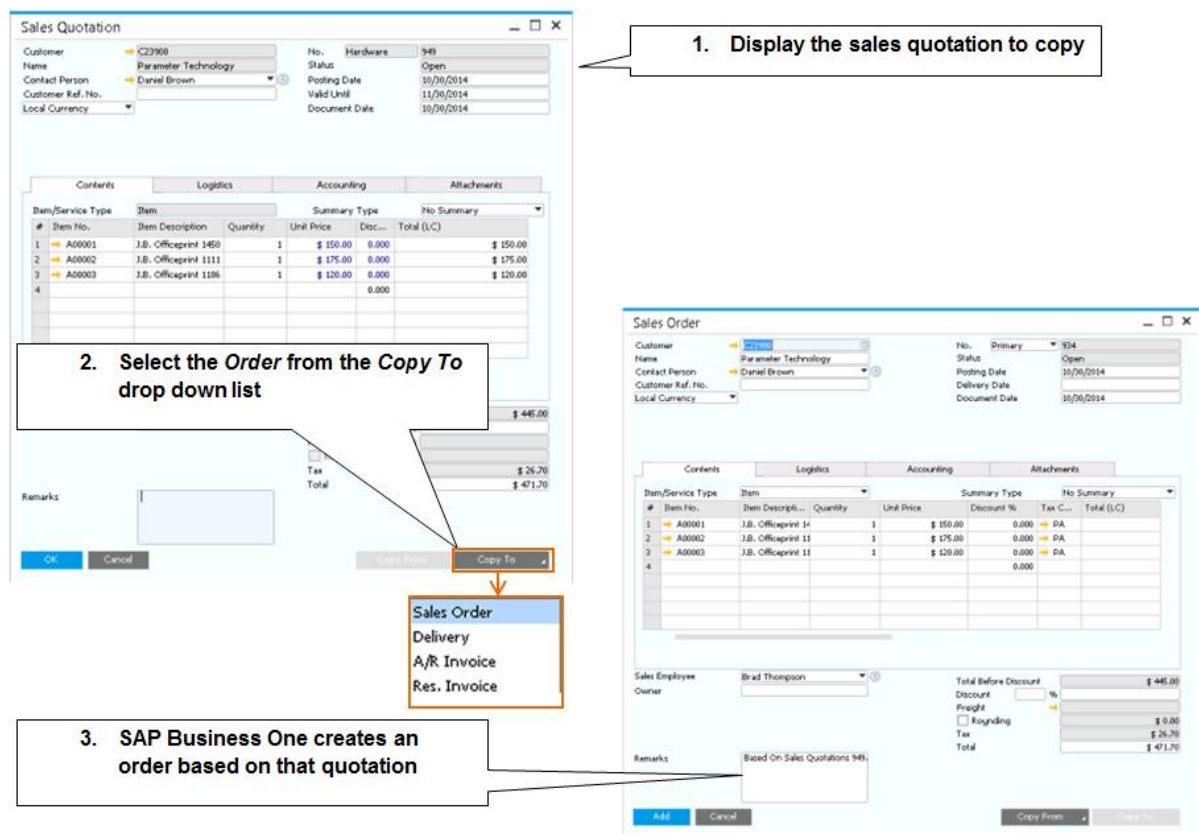 Sales Quotation
1. Display the sales quotation to copy
Customer C23900 No. Hardware 949
Name Parameter Technology Status Open
Contact Person Daniel Brown Posting Date 10/30/2014
Customer Ref. No. Valid Until 11/30/2014
Local Currency Document Date 10/30/2014
Contents Logistics Accounting Attachments
Item/Service Type Item Summary Type No Summary
# Item No. Item Description Quantity Unit Price Disc... Total (LC)
1 A00001 J.B. Officeprint 1450 1 $ 150.00 0.000 $ 150.00
2 A00002 J.B. Officeprint 1111 1 $ 175.00 0.000 $ 175.00
3 A00003 J.B. Officeprint 1186 1 $ 120.00 0.000 $ 120.00
4 0.000
2. Select the Order from the Copy To
drop down list
$ 445.00
Tax $ 26.70
Total $ 471.70
Remarks
OK Cancel Copy From Copy To
Sales Order
Delivery
A/R Invoice
Res. Invoice
3. SAP Business One creates an
order based on that quotation
Sales Order
Customer C23900 No. Primary 934
Name Parameter Technology Status Open
Contact Person Daniel Brown Posting Date 10/30/2014
Customer Ref. No. Delivery Date
Local Currency Document Date 10/30/2014
Contents Logistics Accounting Attachments
Item/Service Type Item Summary Type No Summary
# Item No. Item Descripti... Quantity Unit Price Discount % Tax C... Total (LC)
1 A00001 J.B. Officeprint 14 1 $ 150.00 0.000 PA
2 A00002 J.B. Officeprint 11 1 $ 175.00 0.000 PA
3 A00003 J.B. Officeprint 11 1 $ 120.00 0.000 PA
4 0.000
Sales Employee Brad Thompson Total Before Discount $ 445.00
Owner Discount %
Freight
Rounding $ 0.00
Tax $ 26.70
Total $ 471.70
Remarks Based On Sales Quotations 949.
Add Cancel Copy From Copy To